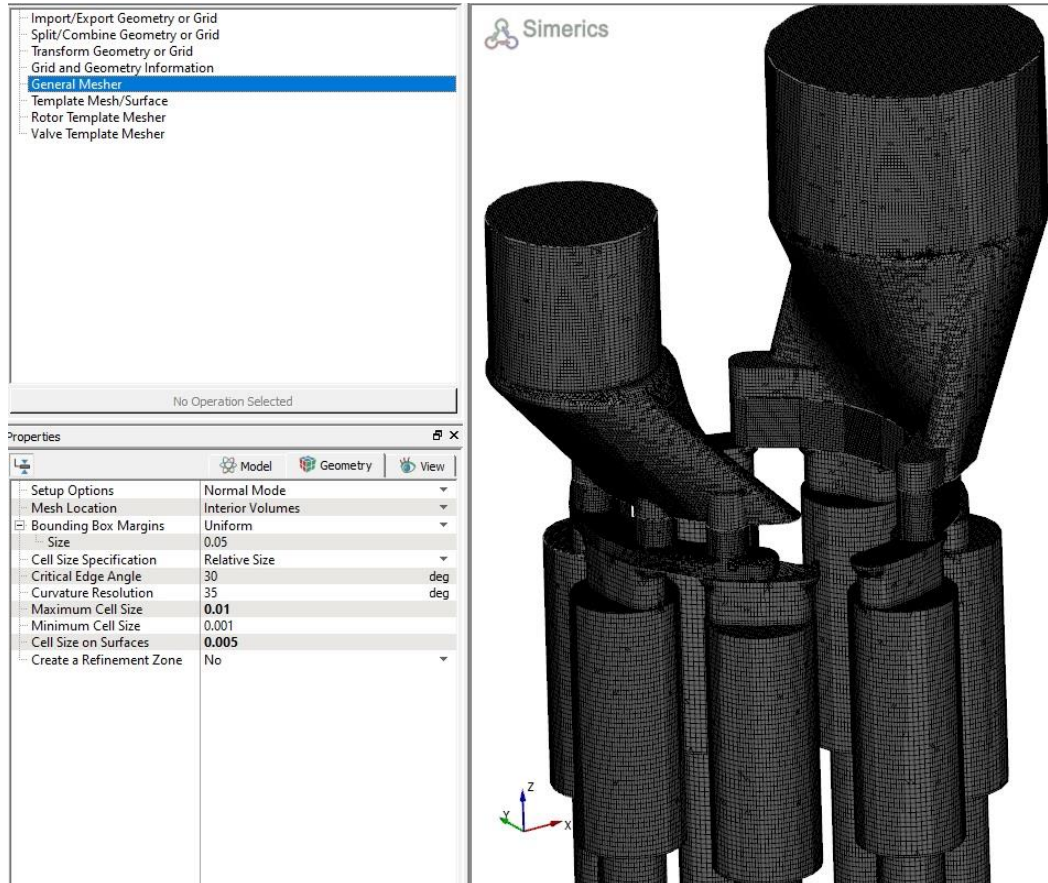 Import/Export Geometry or Grid
Split/Combine Geometry or Grid
Transform Geometry or Grid
Grid and Geometry Information
General Mesher
Template Mesh/Surface
Rotor Template Mesher
Valve Template Mesher
No Operation Selected
Properties
Model Geometry View
Setup Options Normal Mode
Mesh Location Interior Volumes
Bounding Box Margins Uniform
Size 0.05
Cell Size Specification Relative Size
Critical Edge Angle 30 deg
Curvature Resolution 35 deg
Maximum Cell Size 0.01
Minimum Cell Size 0.001
Cell Size on Surfaces 0.005
Create a Refinement Zone No
Simerics
Z
Y
X